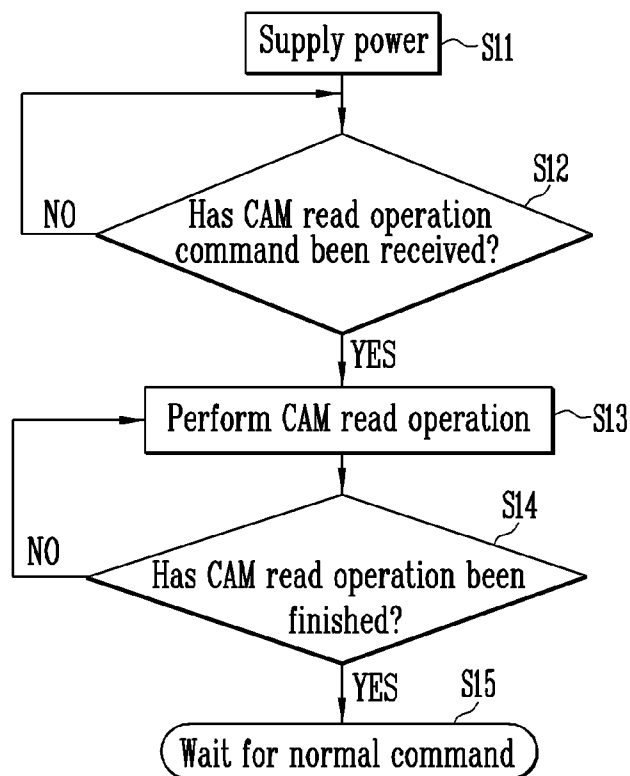 Supply power
S11
S12
Has CAM read operation
command been received?
NO
YES
Perform CAM read operation
S13
S14
NO
Has CAM read operation been
finished?
YES
S15
Wait for normal command